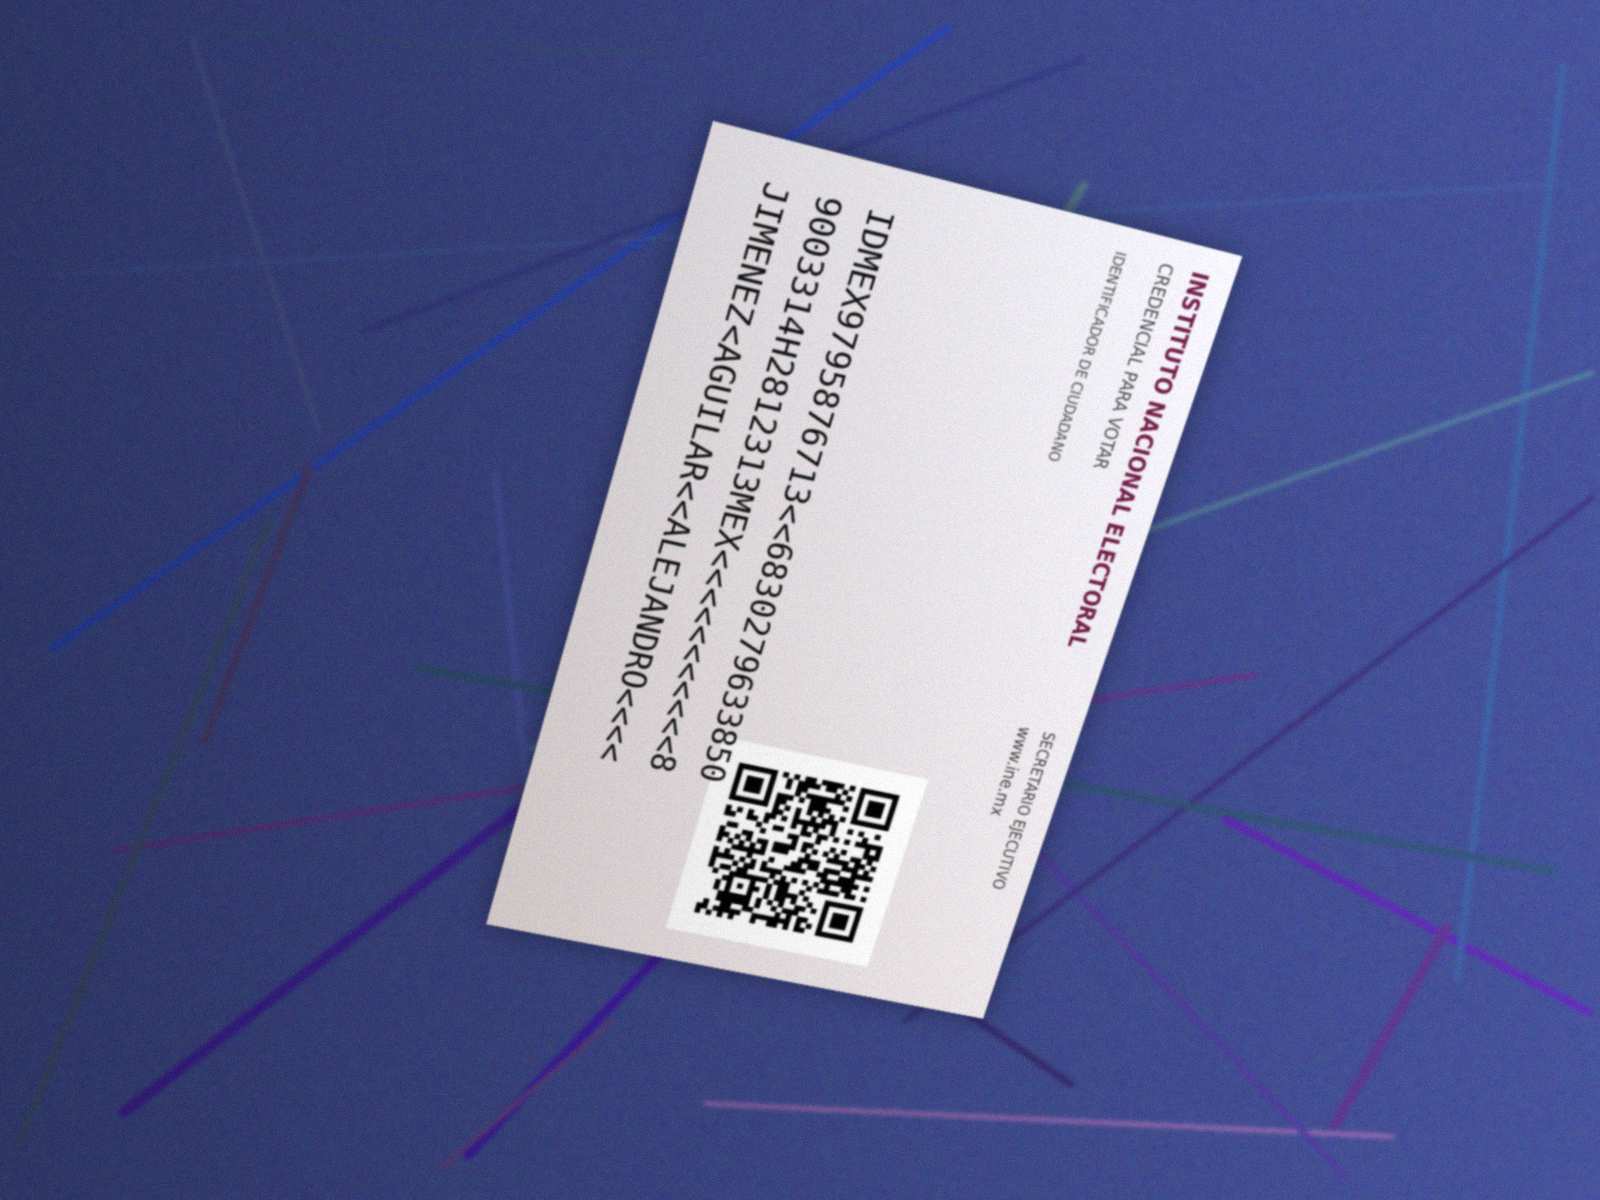 INSTITUTO NACIONAL ELECTORAL
CREDENCIAL PARA VOTAR
IDENTIFICADOR DE CIUDADANO
SECRETARIO EJECUTIVO
www.ine.mx
IDMEX9795876713<<6830279633850
9003314H2812313MEX<<<<<<<<<<<8
JIMENEZ<AGUILAR<<ALEJANDRO<<<<